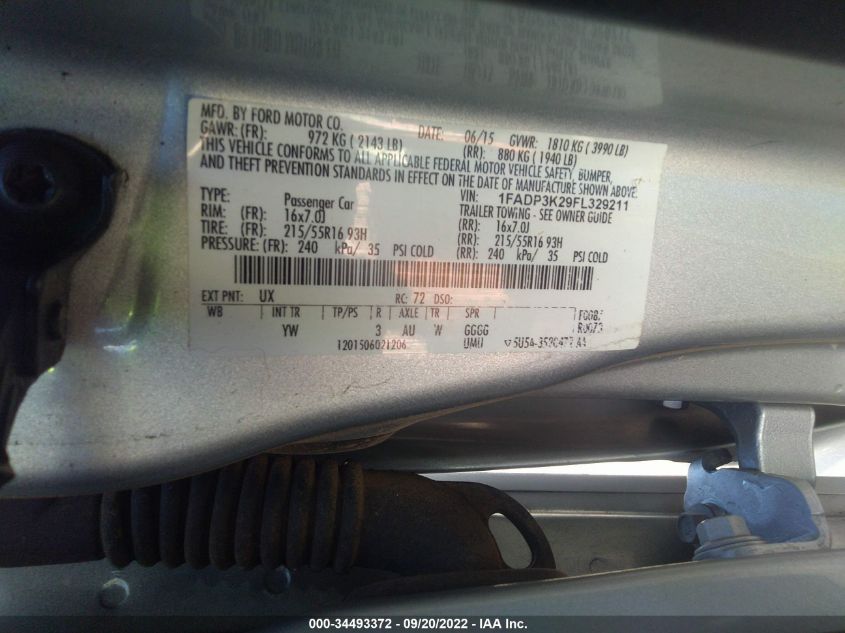 MFD. BY FORD MOTOR CO.
DATE: 06/15 GVWR: 1810 KG ( 3990 LB)
GAWR: (FR): 972 KG ( 2143 LB) (RR): 880 KG ( 1940 LB)
THIS VEHICLE CONFORMS TO ALL APPLICABLE FEDERAL MOTOR VEHICLE SAFETY, BUMPER,
AND THEFT PREVENTION STANDARDS IN EFFECT ON THE DATE OF MANUFACTURE SHOWN ABOVE.
VIN: 1FADP3K29FL329211
TYPE: Passenger Car TRAILER TOWING - SEE OWNER GUIDE
RIM: (FR): 16x7.0J (RR): 16x7.0J
TIRE: (FR): 215/55R16 93H (RR): 215/55R16 93H
PRESSURE: (FR): 240 kPa/ 35 PSI COLD (RR): 240 kPa/ 35 PSI COLD
EXT PNT: UX RC: 72 DSO:
WB INT TR TP/PS R AXLE TR SPR
YW 3 AU W GGGG
1201506021206 UMU
000-34493372 - 09/20/2022 - IAA Inc.